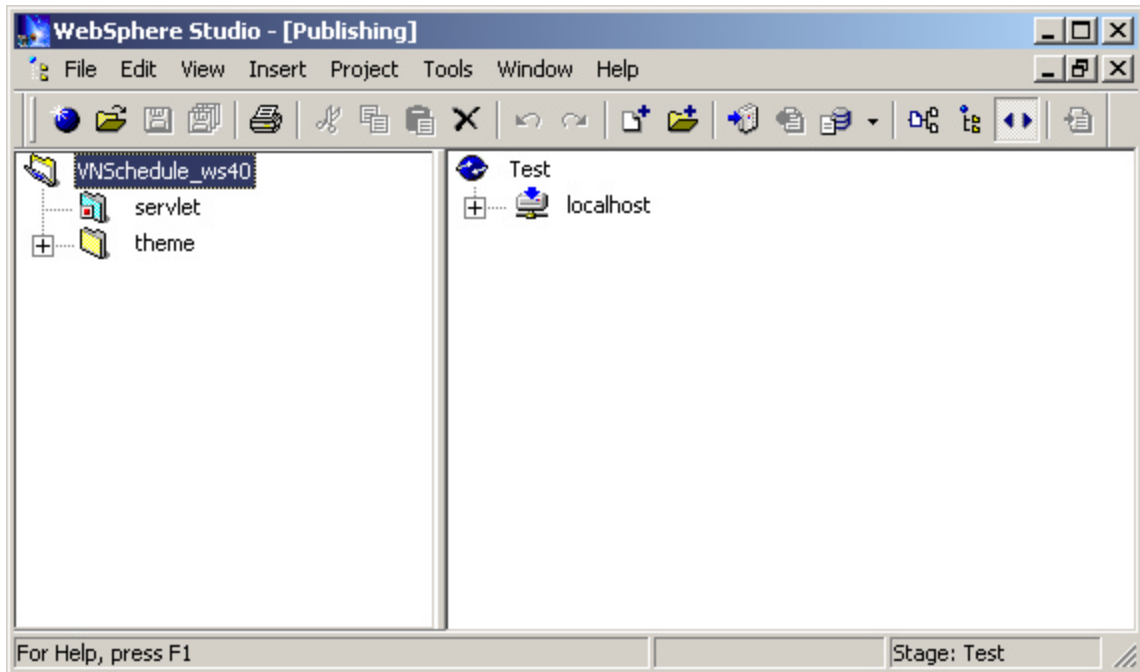 WebSphere Studio - [Publishing]
File Edit View Insert Project Tools Window Help
VNSchedule_ws40
servlet
theme
Test
localhost
For Help, press F1
Stage: Test